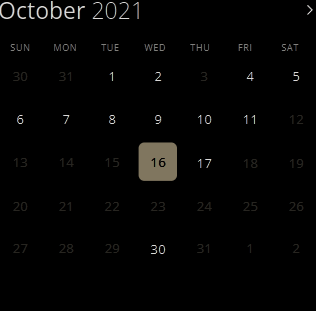 October 2021
SUN MON TUE WED THU FRI SAT
30 31 1 2 3 4 5
6 7 8 9 10 11 12
13 14 15 16 17 18 19
20 21 22 23 24 25 26
27 28 29 30 31 1 2